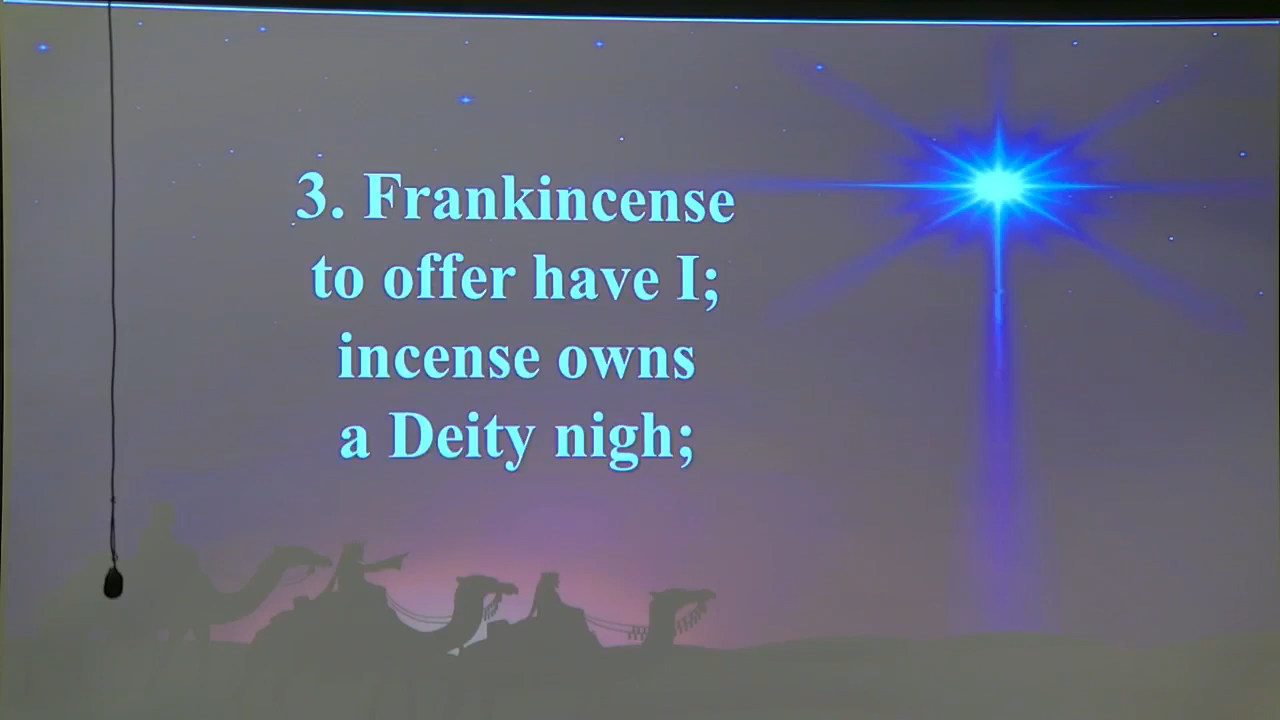 3. Frankincense
to offer have I;
incense owns
a Deity nigh;